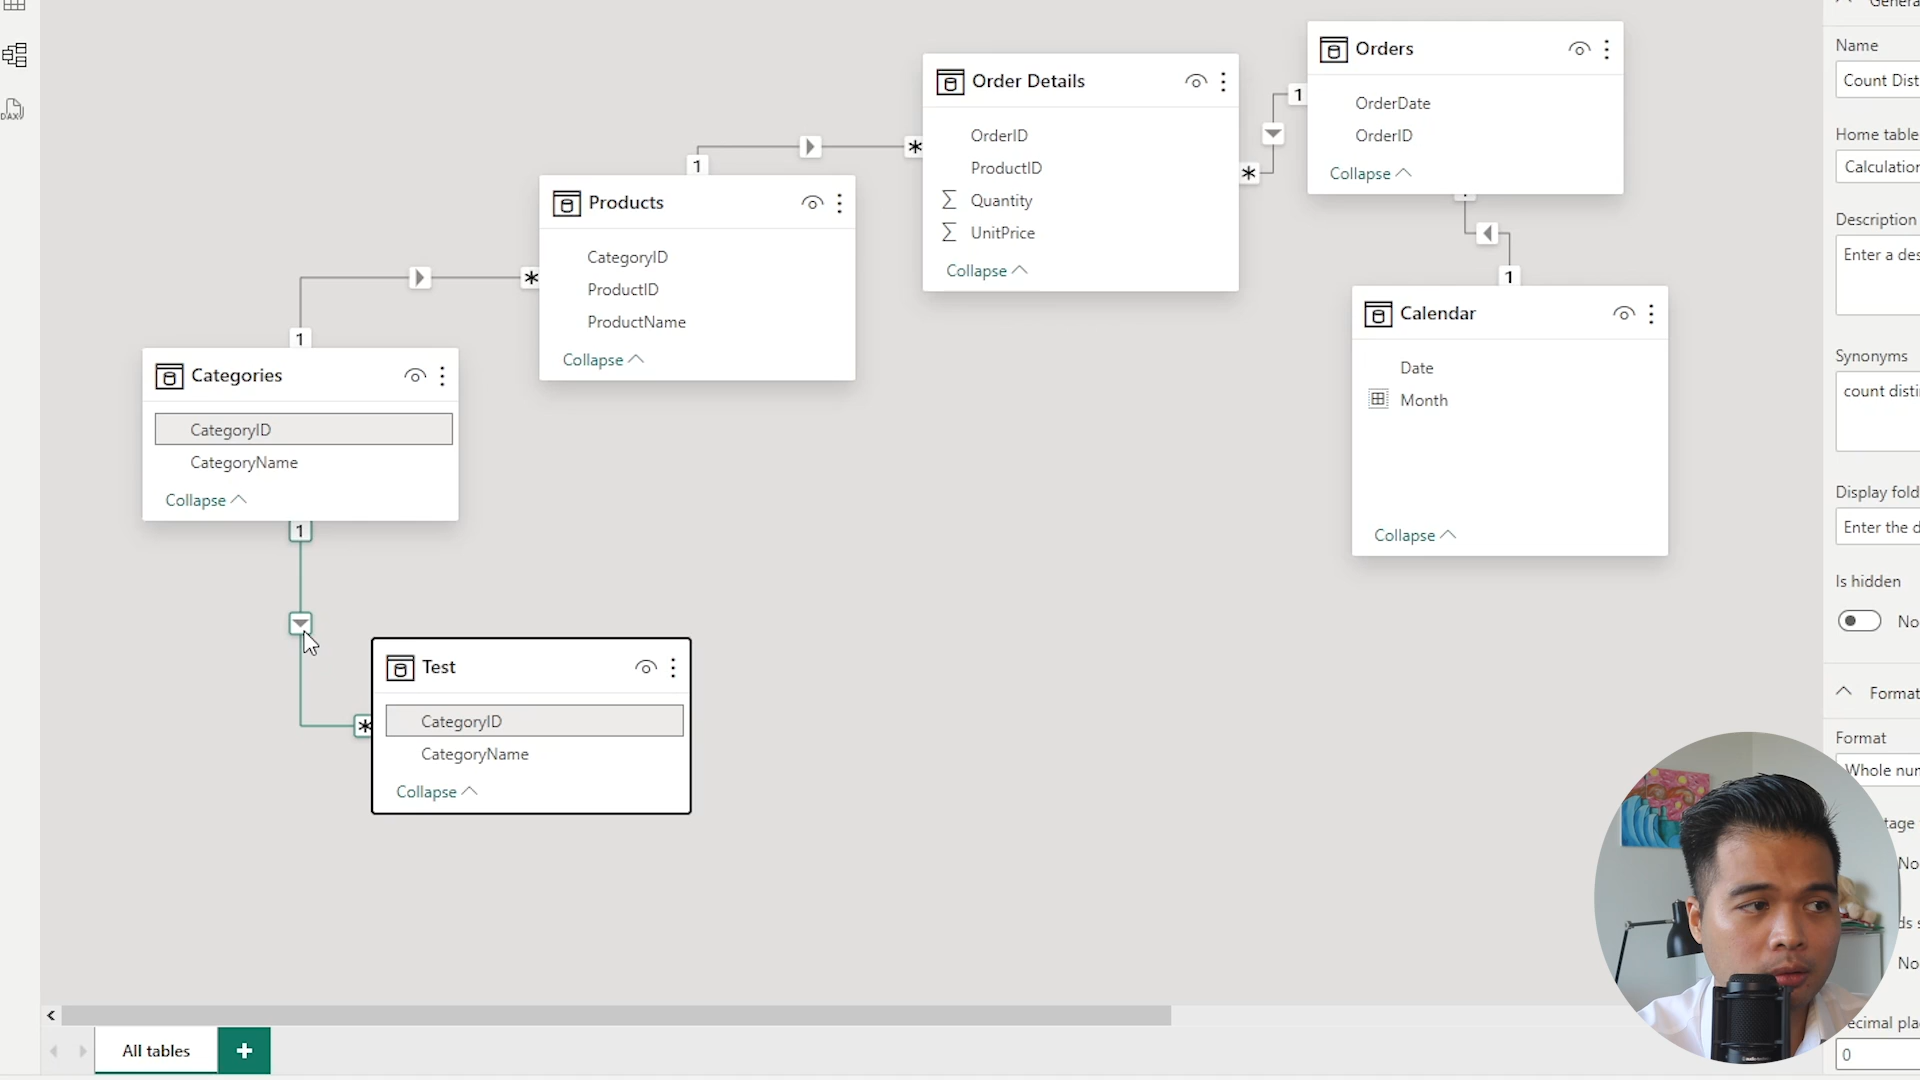 Orders
OrderDate
OrderID
Collapse
Order Details
OrderID
ProductID
Quantity
UnitPrice
Collapse
1
*
1
*
Products
CategoryID
ProductID
ProductName
Collapse
1
*
Categories
CategoryID
CategoryName
Collapse
1
*
Test
CategoryID
CategoryName
Collapse
1
Calendar
Date
Month
Collapse
DAX
Name
Count Dist
Home table
Calculation
Description
Enter a des
Synonyms
count disti
Display fold
Enter the d
Is hidden
No
Format
Format
Whole num
tage
No
ds s
No
ecimal plac
0
All tables
+